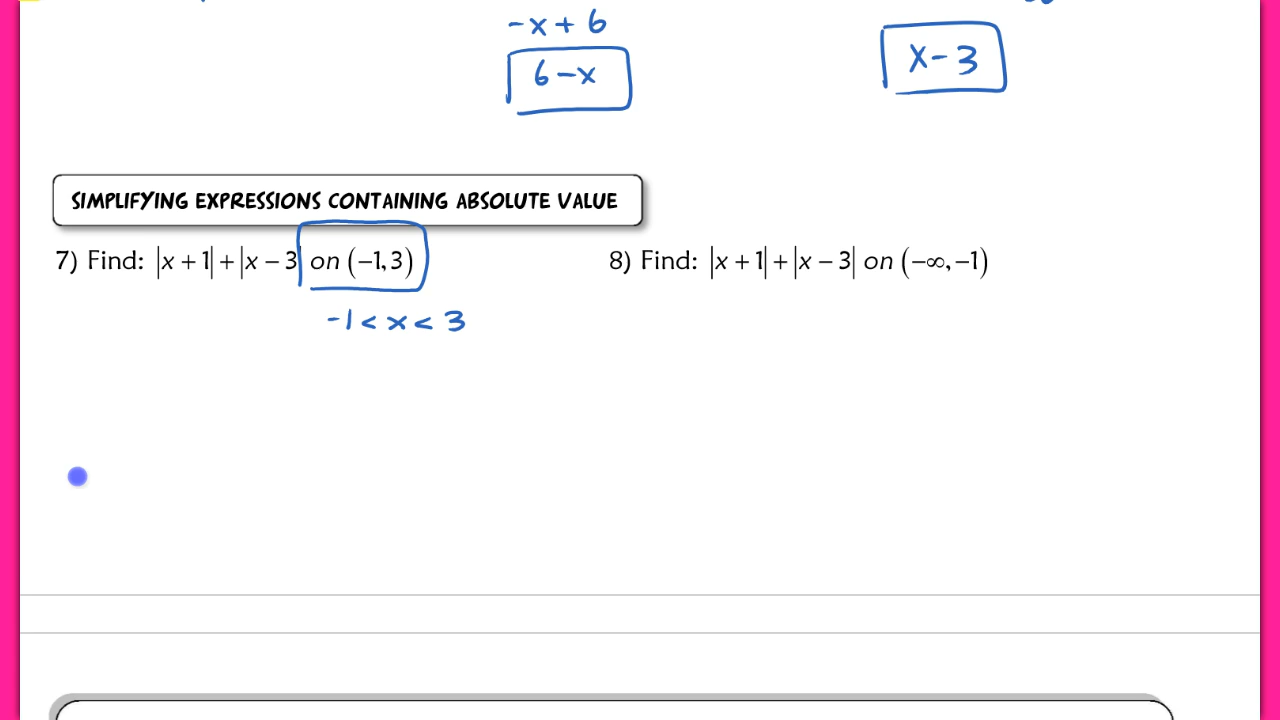 -x + 6
6 - x
x - 3
SIMPLIFYING EXPRESSIONS CONTAINING ABSOLUTE VALUE
7) Find: |x + 1| + |x - 3| on (-1, 3)
-1 < x < 3
8) Find: |x + 1| + |x - 3| on (-∞, -1)